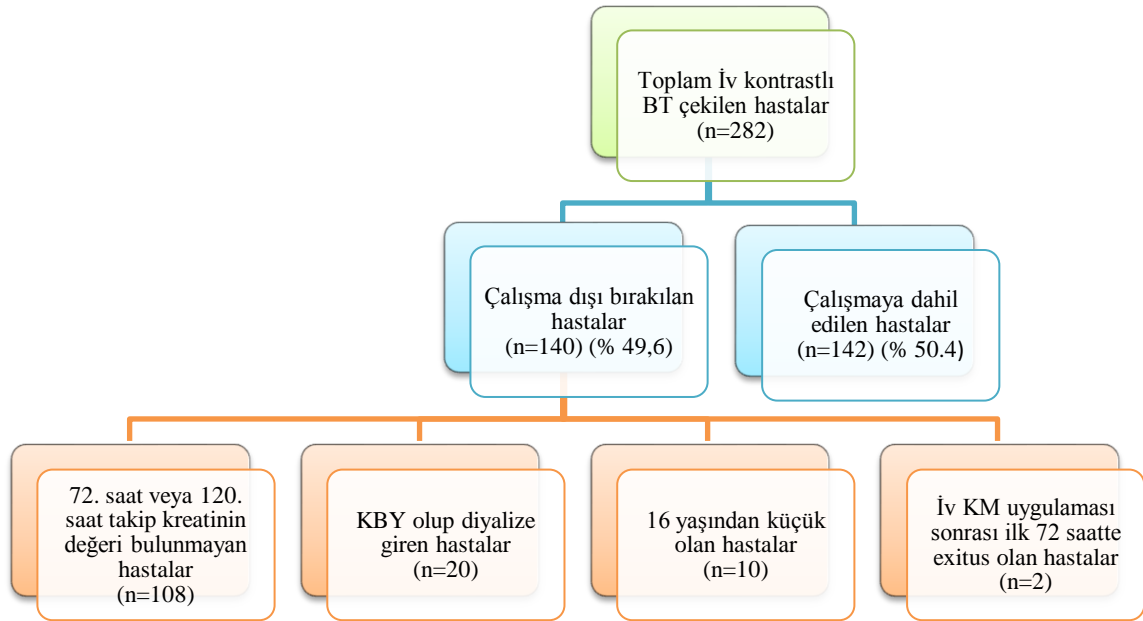 Toplam İv kontrastlı
BT çekilen hastalar
(n=282)
Çalışma dışı bırakılan
hastalar
(n=140) (% 49,6)
Çalışmaya dahil
edilen hastalar
(n=142) (% 50.4)
72. saat veya 120.
saat takip kreatinin
değeri bulunmayan
hastalar
(n=108)
KBY olup diyalize
giren hastalar
(n=20)
16 yaşından küçük
olan hastalar
(n=10)
İv KM uygulaması
sonrası ilk 72 saatte
exitus olan hastalar
(n=2)